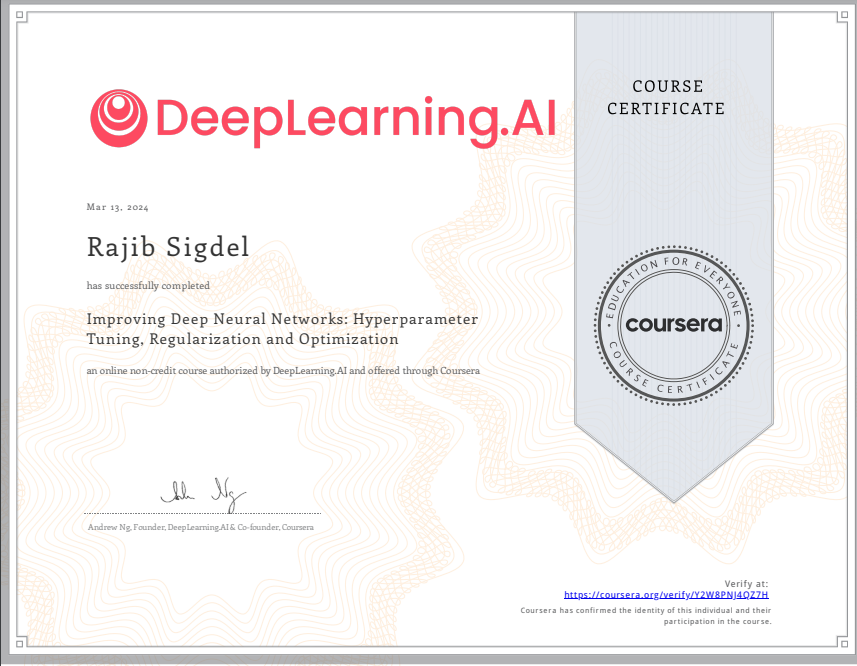 DeepLearning.AI
COURSE
CERTIFICATE
Mar 13, 2024
Rajib Sigdel
has successfully completed
Improving Deep Neural Networks: Hyperparameter
Tuning, Regularization and Optimization
an online non-credit course authorized by DeepLearning.AI and offered through Coursera
EDUCATION FOR EVERYONE
coursera
COURSE CERTIFICATE
Andrew Ng, Founder, DeepLearning.AI & Co-founder, Coursera
Verify at:
https://coursera.org/verify/Y2W8PNJ4QZ7H
Coursera has confirmed the identity of this individual and their
participation in the course.